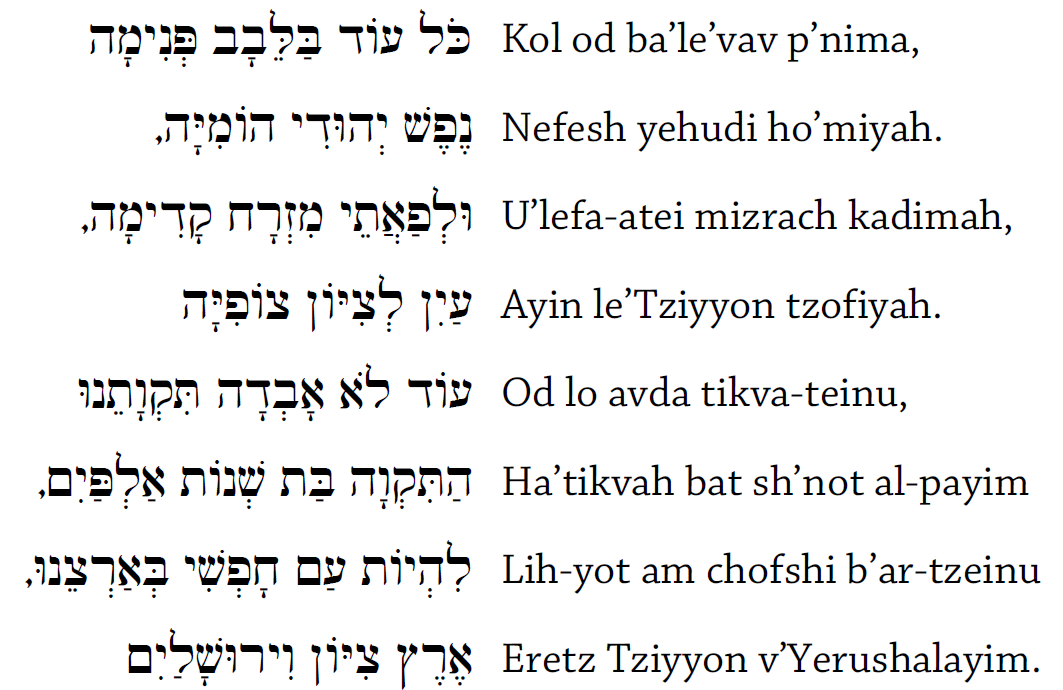 כֹּל עוֹד בַּלֵּבָב פְּנִימָה Kol od ba’le’vav p’nima,
נֶפֶשׁ יְהוּדִי הוֹמִיָּה, Nefesh yehudi ho’miyah.
וּלְפַאֲתֵי מִזְרָח קָדִימָה, U’lefa-atei mizrach kadimah,
עַיִן לְצִיּוֹן צוֹפִיָּה Ayin le’Tziyyon tzofiyah.
עוֹד לֹא אָבְדָה תִּקְוָתֵנוּ Od lo avda tikva-teinu,
הַתִּקְוָה בַּת שְׁנוֹת אַלְפַּיִם, Ha’tikvah bat sh’not al-payim
לִהְיוֹת עַם חָפְשִׁי בְּאַרְצֵנוּ, Lih-yot am chofshi b’ar-tzeinu
אֶרֶץ צִיּוֹן וִירוּשָׁלַיִם Eretz Tziyyon v’Yerushalayim.